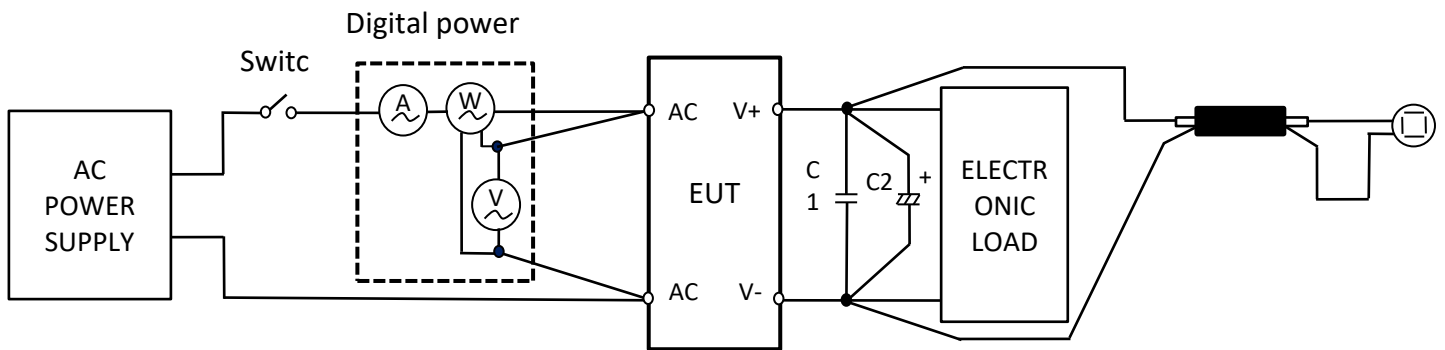 Digital power
Switc
A
W
V
AC
POWER
SUPPLY
AC
V+
EUT
AC
V-
C
1
C2
+
ELECTR
ONIC
LOAD